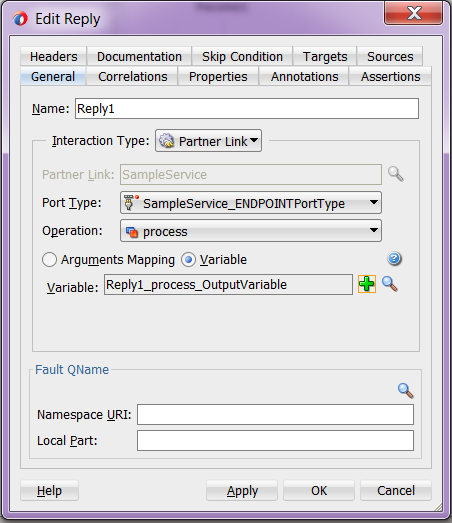 Edit Reply
Headers Documentation Skip Condition Targets Sources
General Correlations Properties Annotations Assertions
Name: Reply1
Interaction Type: Partner Link
Partner Link: SampleService
Port Type: SampleService_ENDPOINTPortType
Operation: process
Arguments Mapping Variable
Variable: Reply1_process_OutputVariable
Fault QName
Namespace URI:
Local Part:
Help Apply OK Cancel